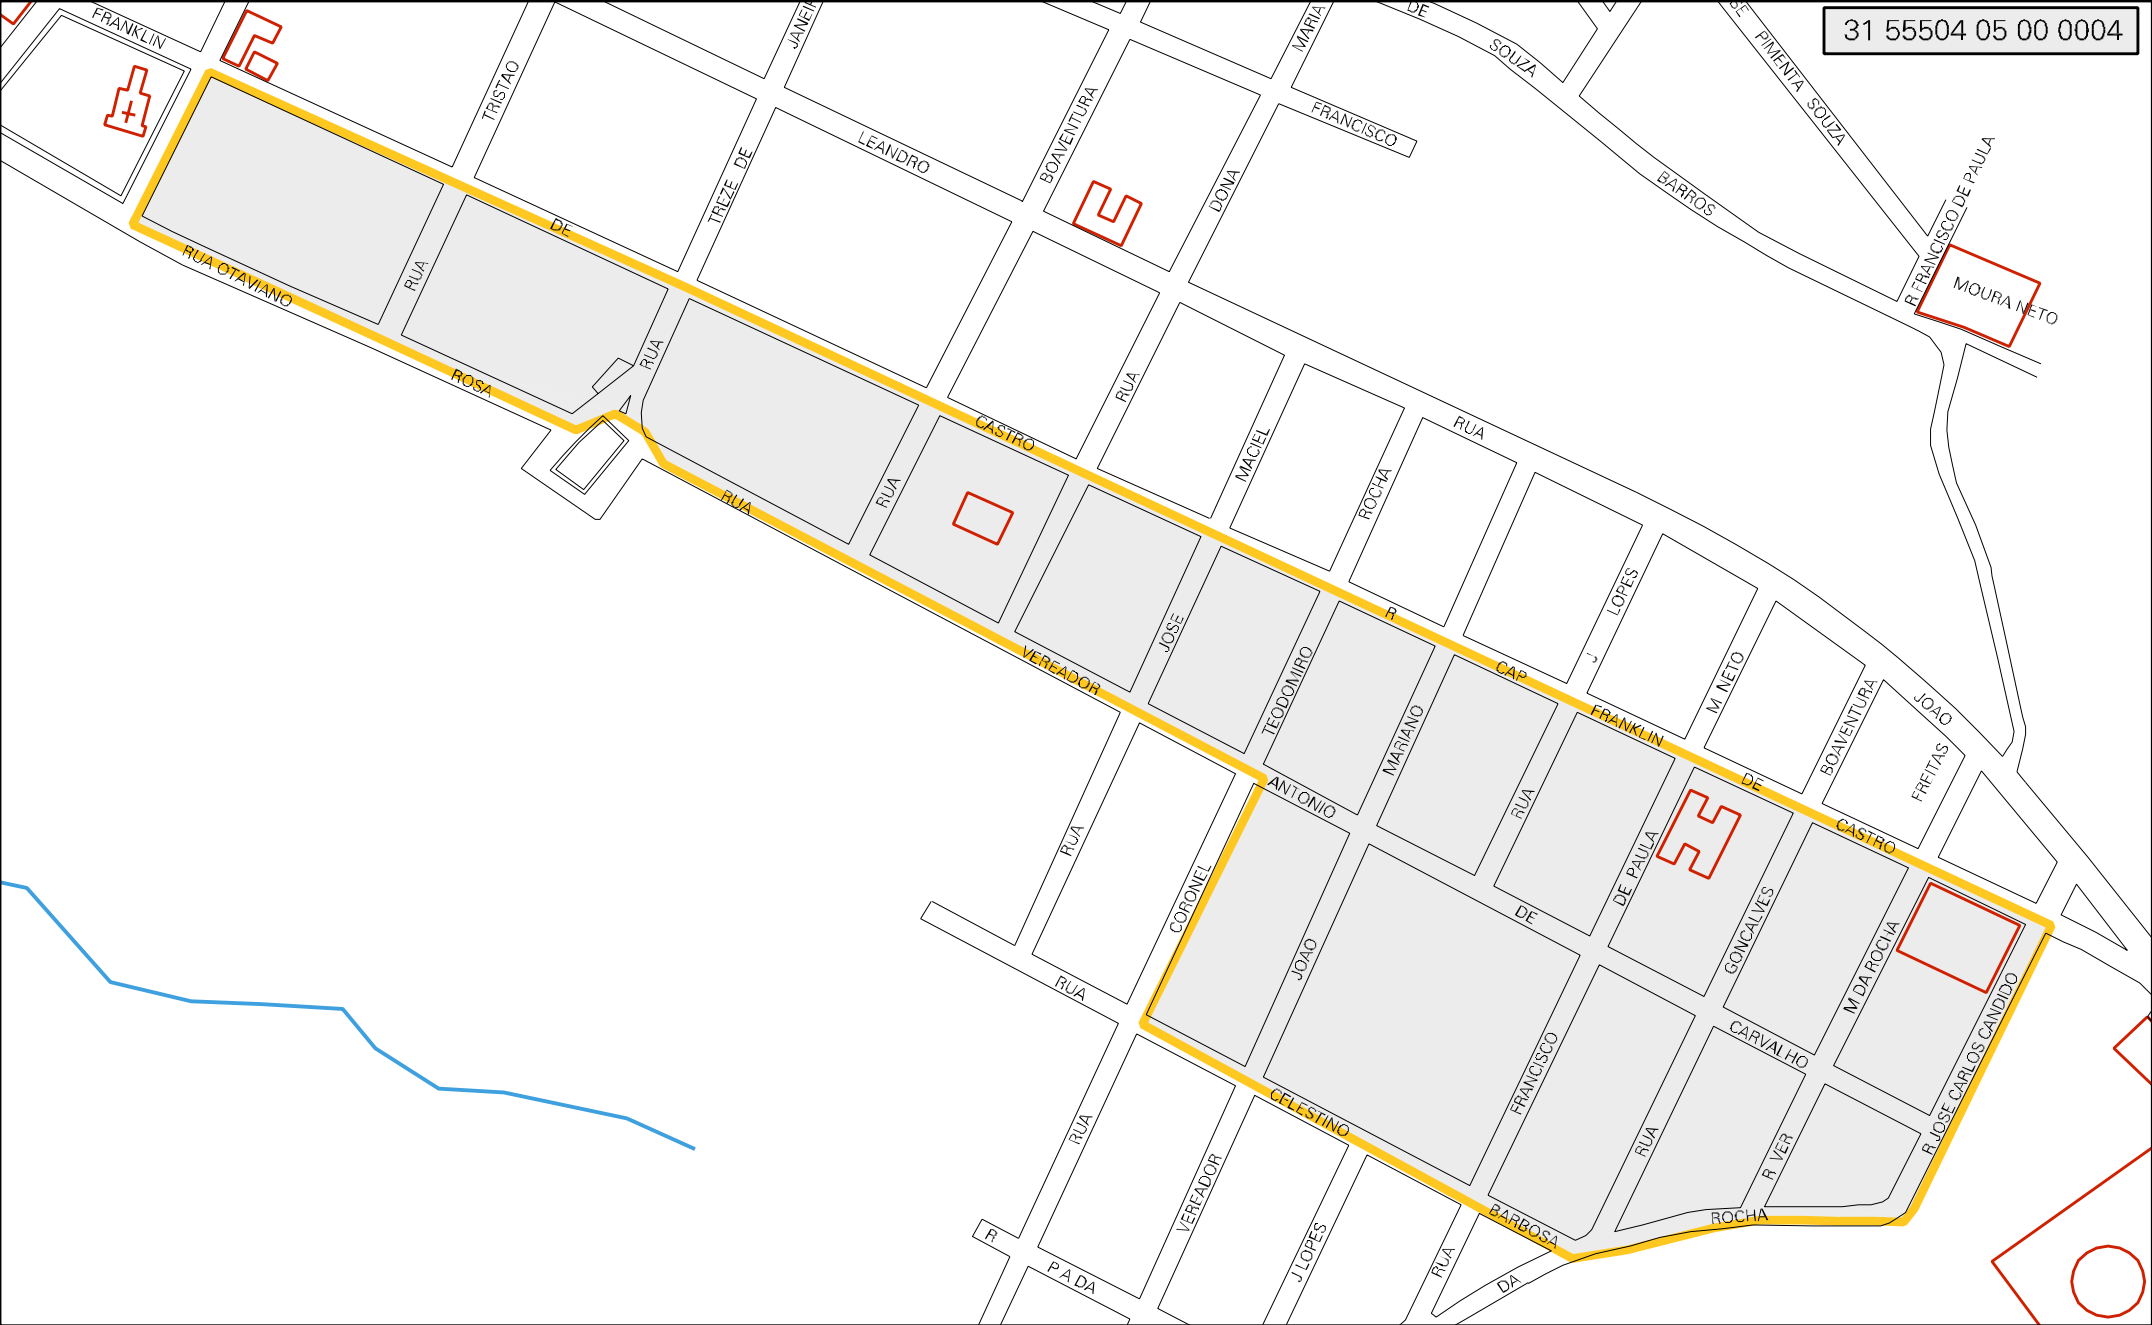 31 55504 05 00 0004
FRANKLIN
TRISTAO
MARIA
DE
SOUZA
PIMENTA SOUZA
BOAVENTURA
FRANCISCO
LEANDRO
TREZE DE
DONA
BARROS
R FRANCISCO DE PAULA
MOURA NETO
DE
RUA OTAVIANO
RUA
RUA
ROSA
RUA
CASTRO
MACIEL
RUA
ROCHA
RUA
RUA
LOPES
J
R
JOSE
VEREADOR
TEODOMIRO
CAP
M NETO
BOAVENTURA
JOAO
FRANKLIN
MARIANO
FREITAS
DE
ANTONIO
RUA
CASTRO
RUA
DE PAULA
CORONEL
DE
GONCALVES
JOAO
M DA ROCHA
RUA
CARVALHO
R JOSE CARLOS CANDIDO
FRANCISCO
CELESTINO
RUA
RUA
R VER
VEREADOR
BARBOSA
ROCHA
R
J LOPES
RUA
P A DA
DA